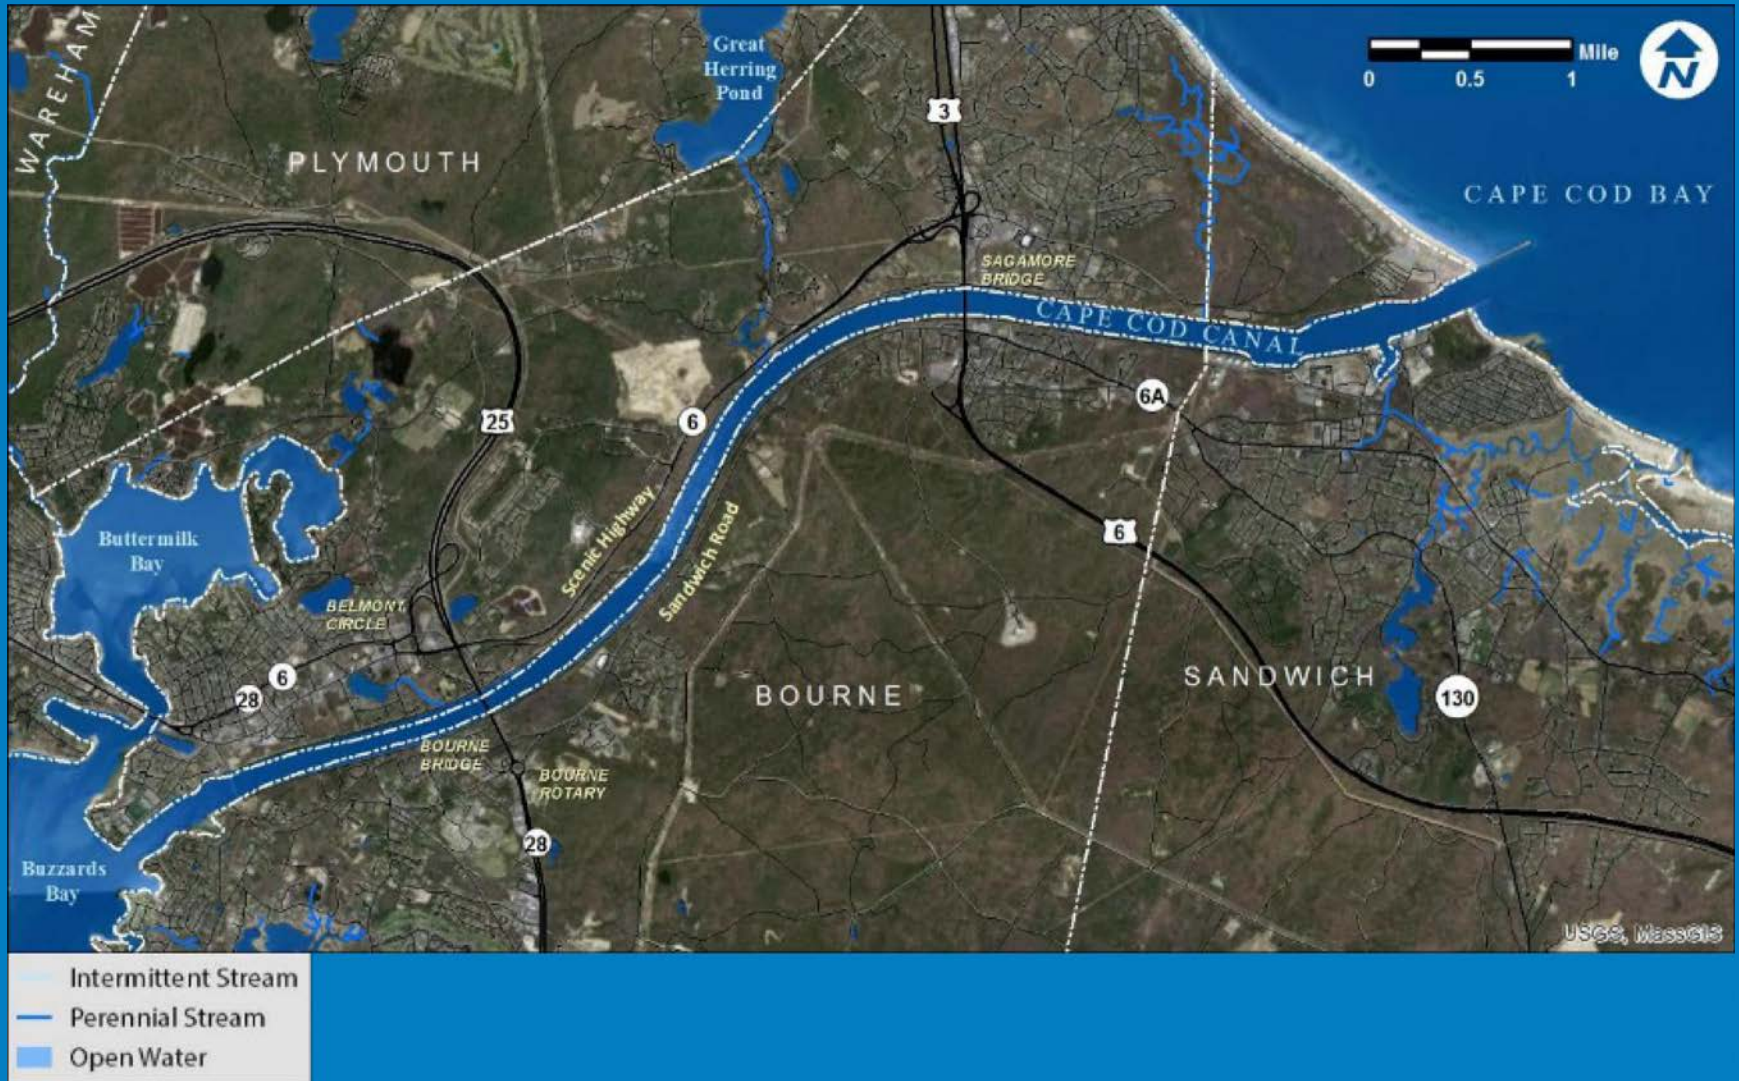 WAREHAM
Great
Herring
Pond
3
Mile
0 0.5 1
N
PLYMOUTH
CAPE COD BAY
SAGAMORE
BRIDGE
CAPE COD CANAL
6A
25
6
Scenic Highway
Sandwich Road
6
Buttermilk
Bay
BELMONT
CIRCLE
28
6
BOURNE
SANDWICH
130
BOURNE
BRIDGE
BOURNE
ROTARY
28
Buzzards
Bay
USGS, MassGIS
Intermittent Stream
Perennial Stream
Open Water